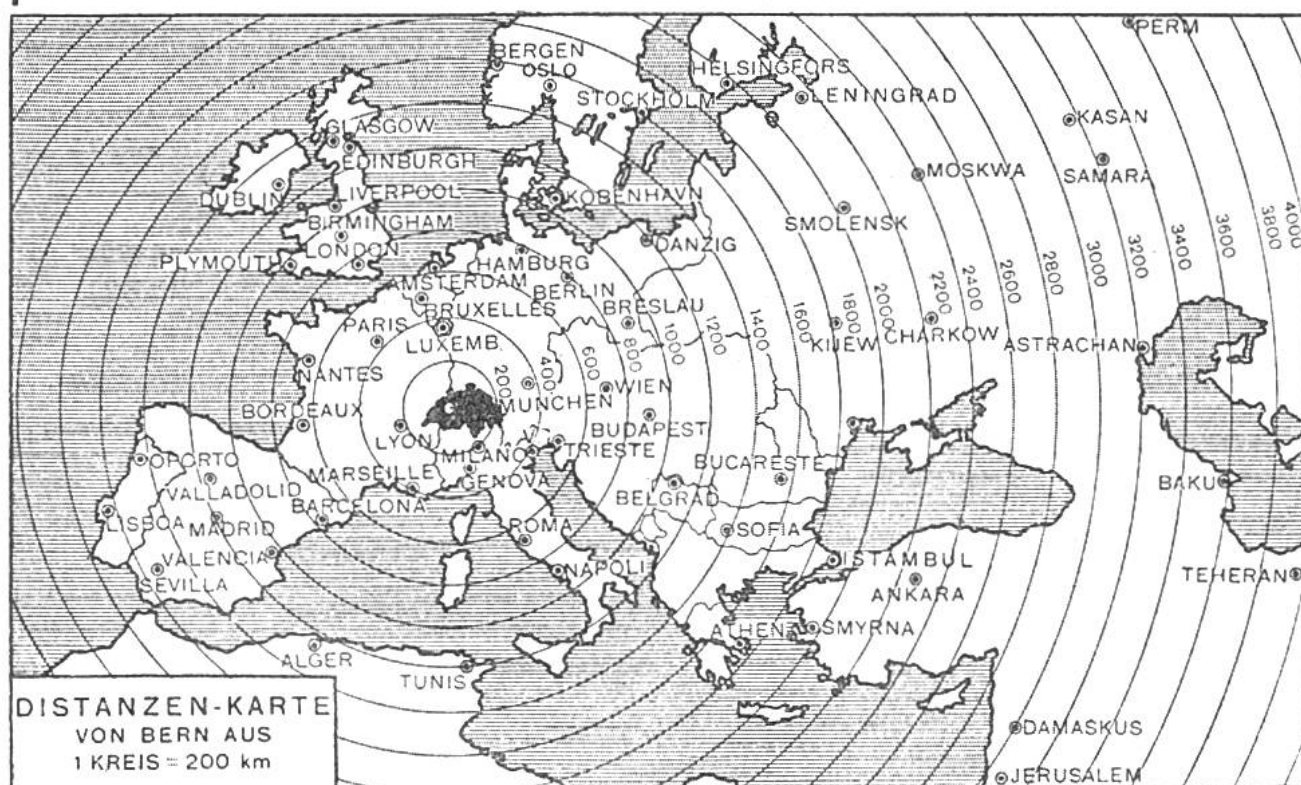 PERM
BERGEN
OSLO
HELSINGFORS
STOCKHOLM
LENINGRAD
KASAN
GLASGOW
EDINBURGH
MOSKWA
SAMARA
DUBLIN
LIVERPOOL
KØBENHAVN
BIRMINGHAM
SMOLENSK
LONDON
DANZIG
PLYMOUTH
HAMBURG
AMSTERDAM
BERLIN
BRUXELLES
BRESLAU
PARIS
LUXEMB.
KIJEW
CHARKOW
ASTRACHAN
200
400
600
800
1000
1200
1400
1600
1800
2000
2200
2400
2600
2800
3000
3200
3400
3600
3800
4000
NANTES
WIEN
MÜNCHEN
BORDEAUX
LYON
BUDAPEST
MILANO
TRIESTE
OPORTO
MARSEILLE
GENOVA
BUCARESTE
VALLADOLID
BELGRAD
BAKU
BARCELONA
LISBOA
MADRID
ROMA
SOFIA
VALENCIA
NAPOLI
ISTAMBUL
SEVILLA
ANKARA
TEHERAN
ATHEN
SMYRNA
ALGER
TUNIS
DISTANZEN-KARTE
VON BERN AUS
1 KREIS = 200 km
DAMASKUS
JERUSALEM